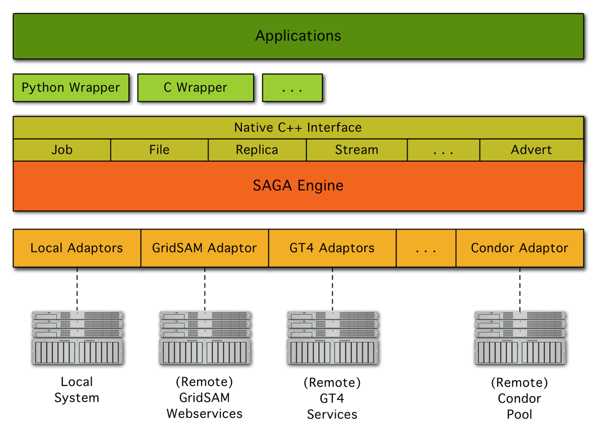 Applications
Python Wrapper
C Wrapper
. . .
Native C++ Interface
Job
File
Replica
Stream
. . .
Advert
SAGA Engine
Local Adaptors
GridSAM Adaptor
GT4 Adaptors
. . .
Condor Adaptor
Local
System
(Remote)
GridSAM
Webservices
(Remote)
GT4
Services
(Remote)
Condor
Pool